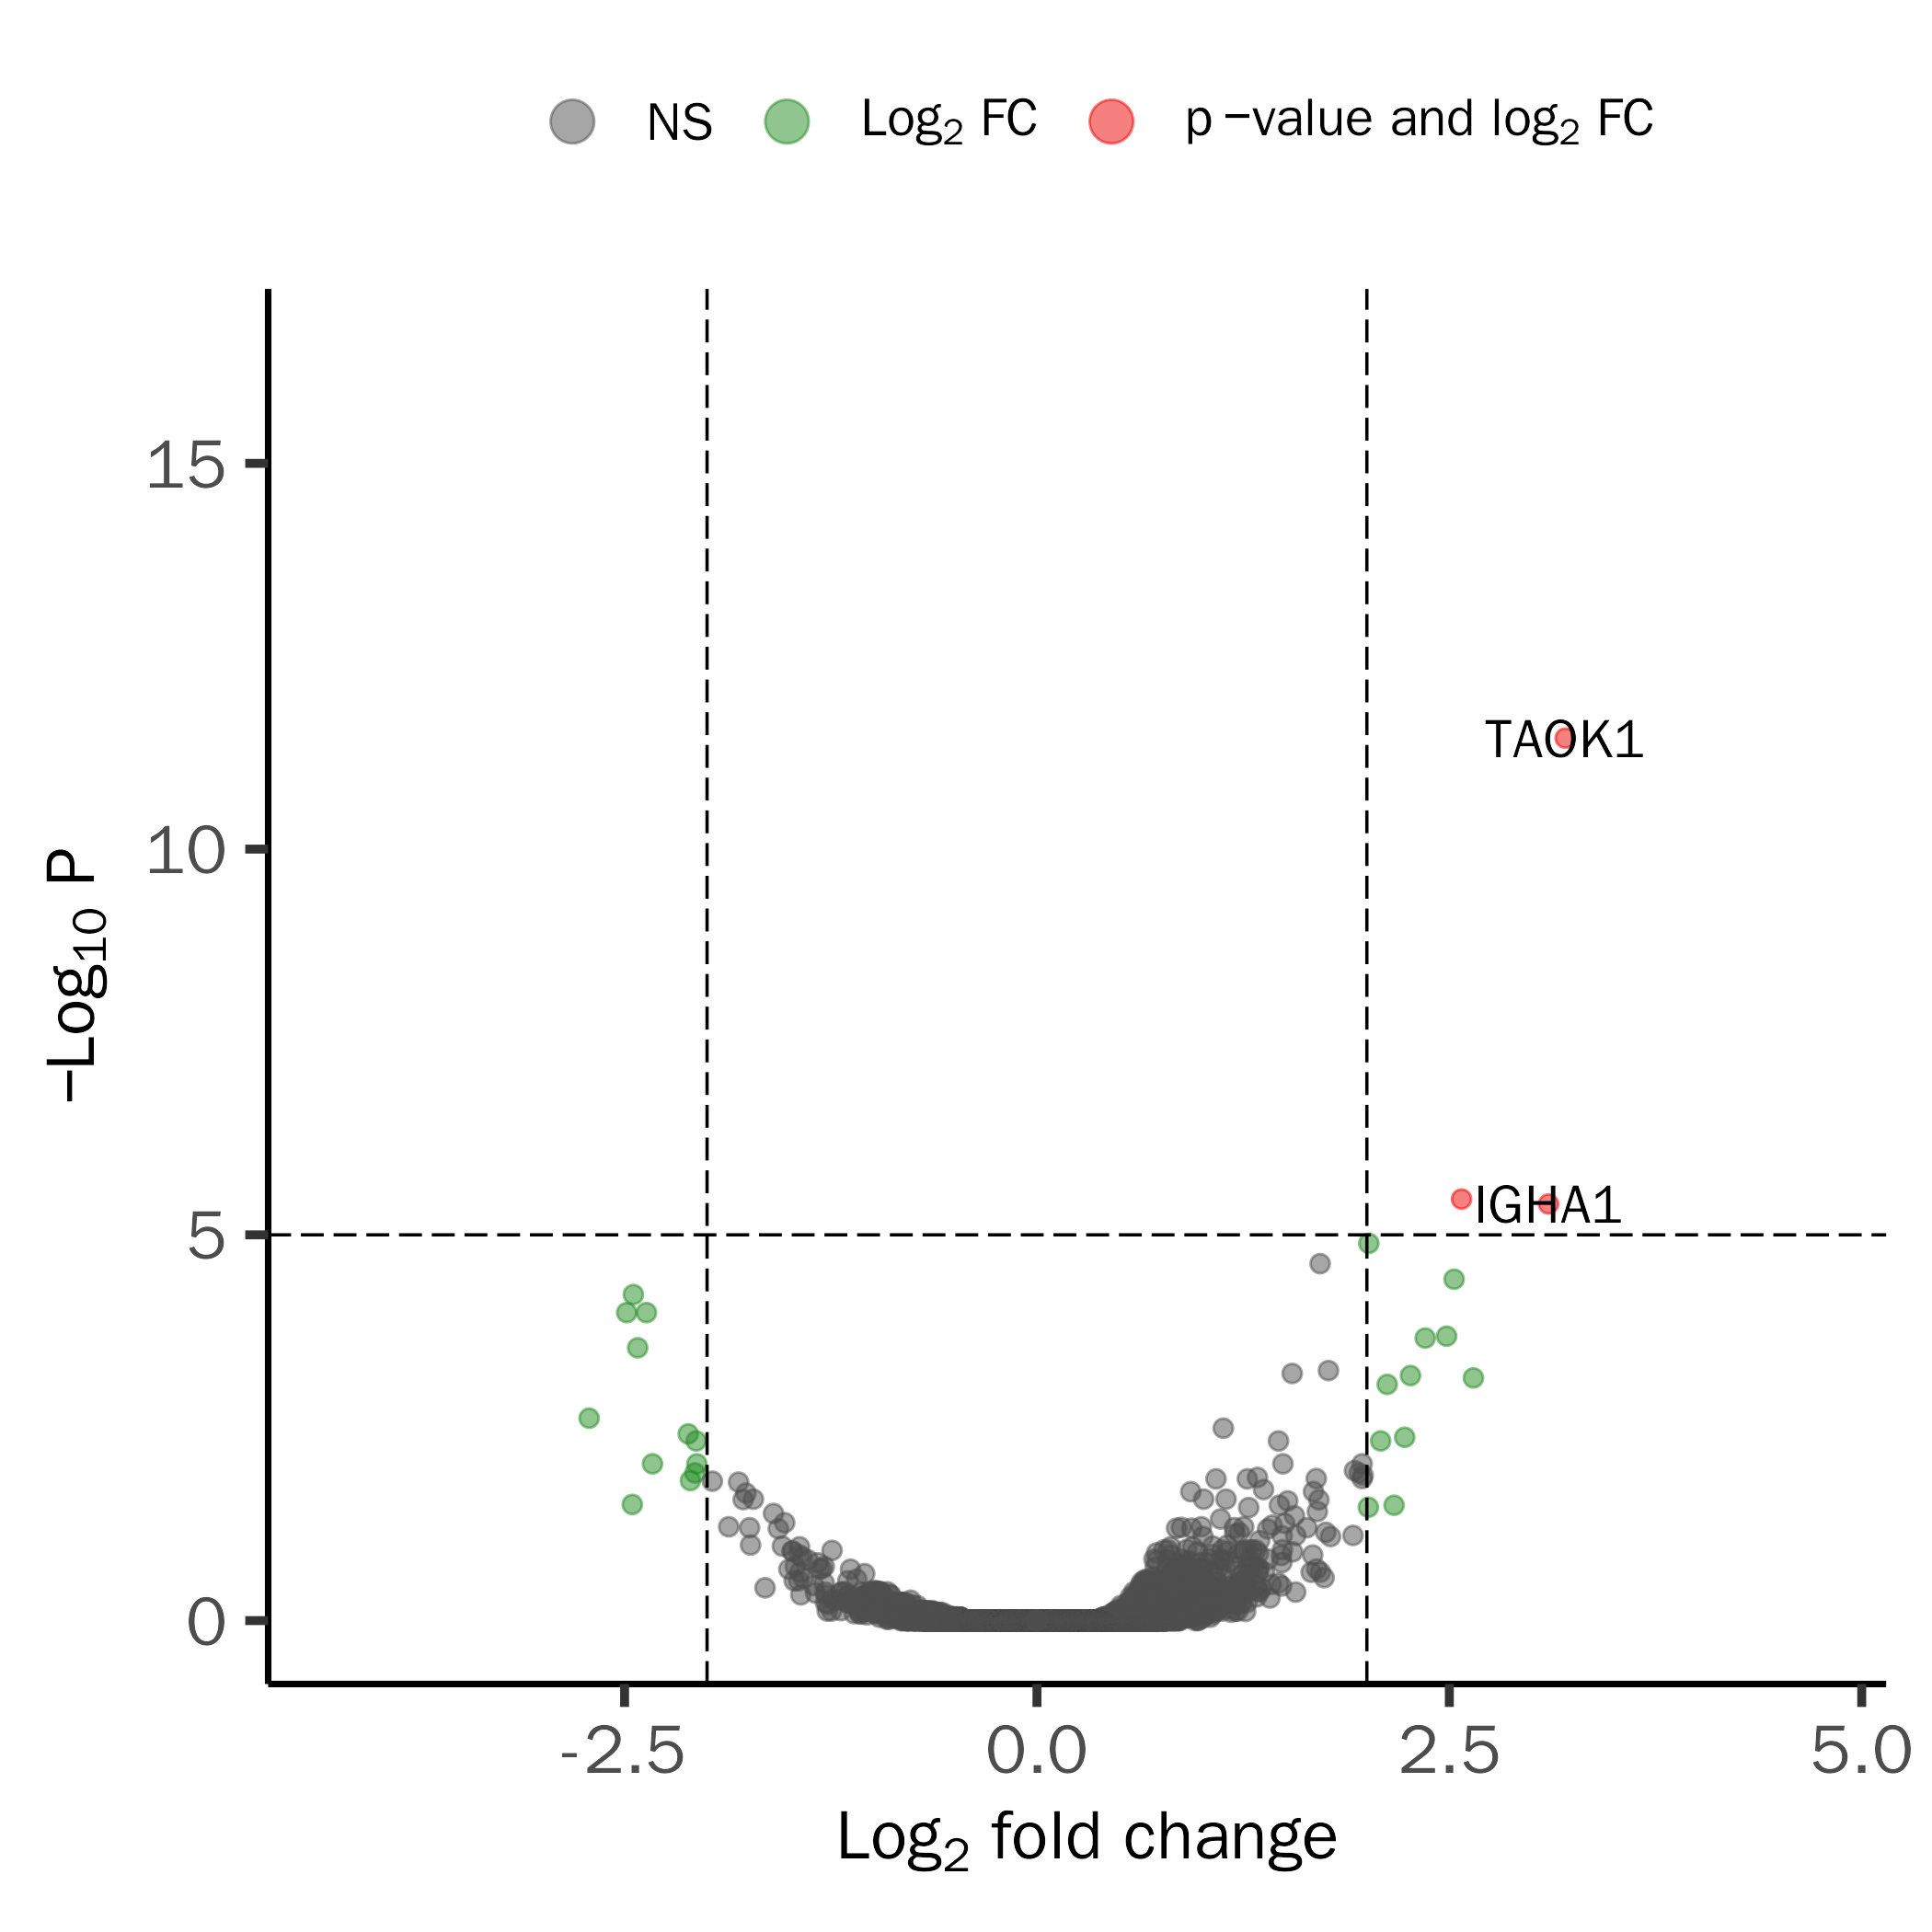 NS Log₂ FC p −value and log₂ FC
15
10
5
0
−Log₁₀ P
TAOK1
IGHA1
-2.5 0.0 2.5 5.0
Log₂ fold change